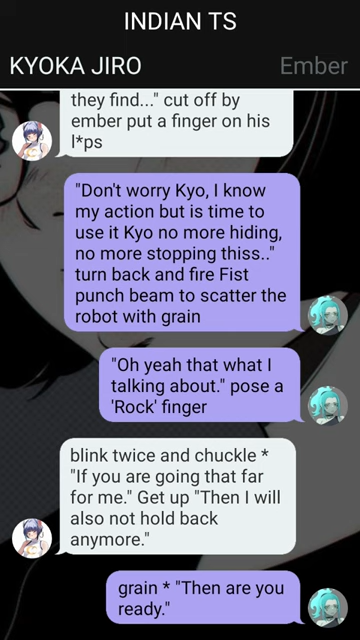 INDIAN TS
KYOKA JIRO
Ember
they find..." cut off by
ember put a finger on his
l*ps
"Don't worry Kyo, I know
my action but is time to
use it Kyo no more hiding,
no more stopping thiss.."
turn back and fire Fist
punch beam to scatter the
robot with grain
"Oh yeah that what I
talking about." pose a
'Rock' finger
blink twice and chuckle *
"If you are going that far
for me." Get up "Then I will
also not hold back
anymore."
grain * "Then are you
ready."